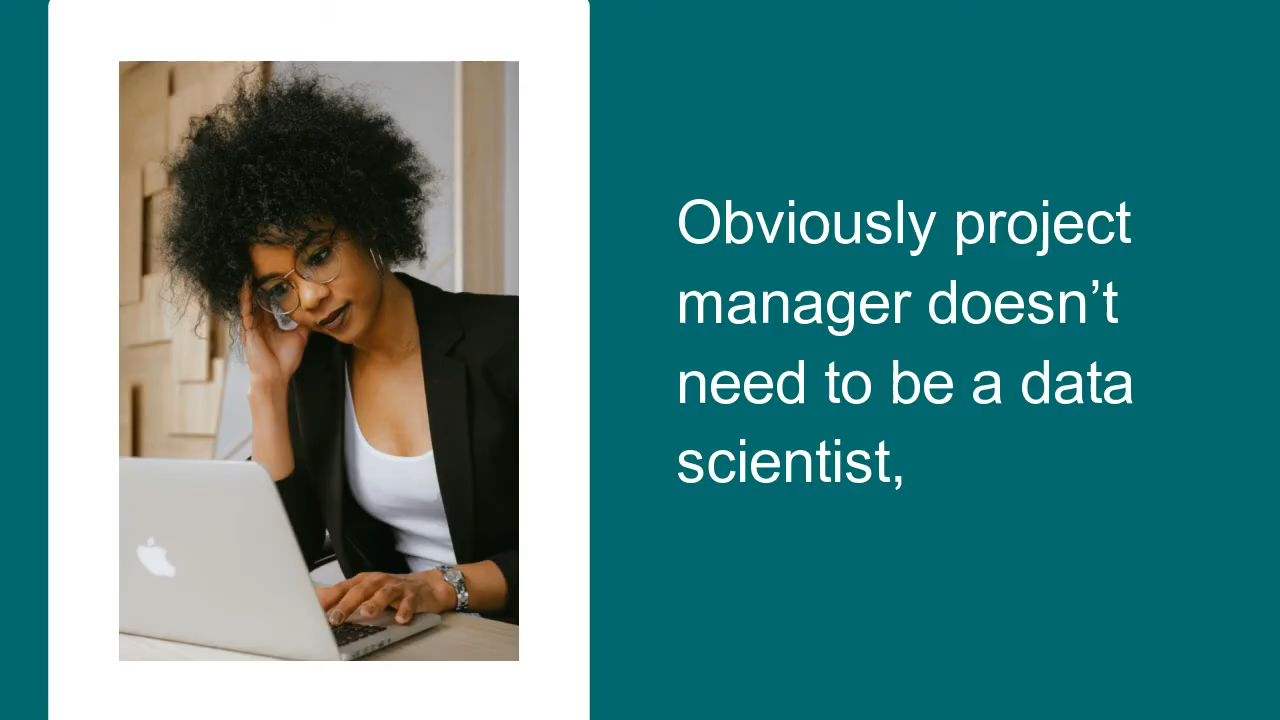 Obviously project
manager doesn’t
need to be a data
scientist,